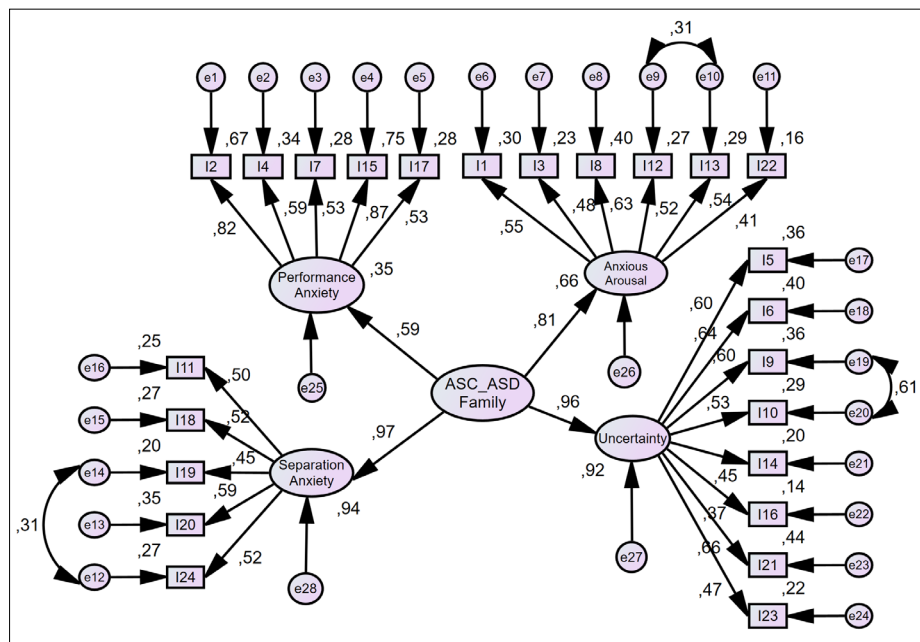 ,31
e1 e2 e3 e4 e5 e6 e7 e8 e9 e10 e11
,67 ,34 ,28 ,75 ,28 ,30 ,23 ,40 ,27 ,29 ,16
I2 I4 I7 I15 I17 I1 I3 I8 I12 I13 I22
,82 ,59 ,53 ,87 ,53 ,55 ,48 ,63 ,52 ,54 ,41
Performance
Anxiety
,35
Anxious
Arousal
,66
,36
I5
e17
,60
,40
I6
e18
,64
,59
,81
e25
e26
,36
I9
e19
,60
,61
ASC_ASD
Family
,29
I10
e20
,53
,25
e16
I11
,50
,27
e15
I18
,52
,20
e14
I19
,45
,35
e13
I20
,59
,27
e12
I24
,52
,31
Separation
Anxiety
,94
,97
,96
Uncertainty
,92
,20
I14
e21
,45
,14
I16
e22
,37
,44
I21
e23
,66
,22
I23
e24
,47
e28
e27